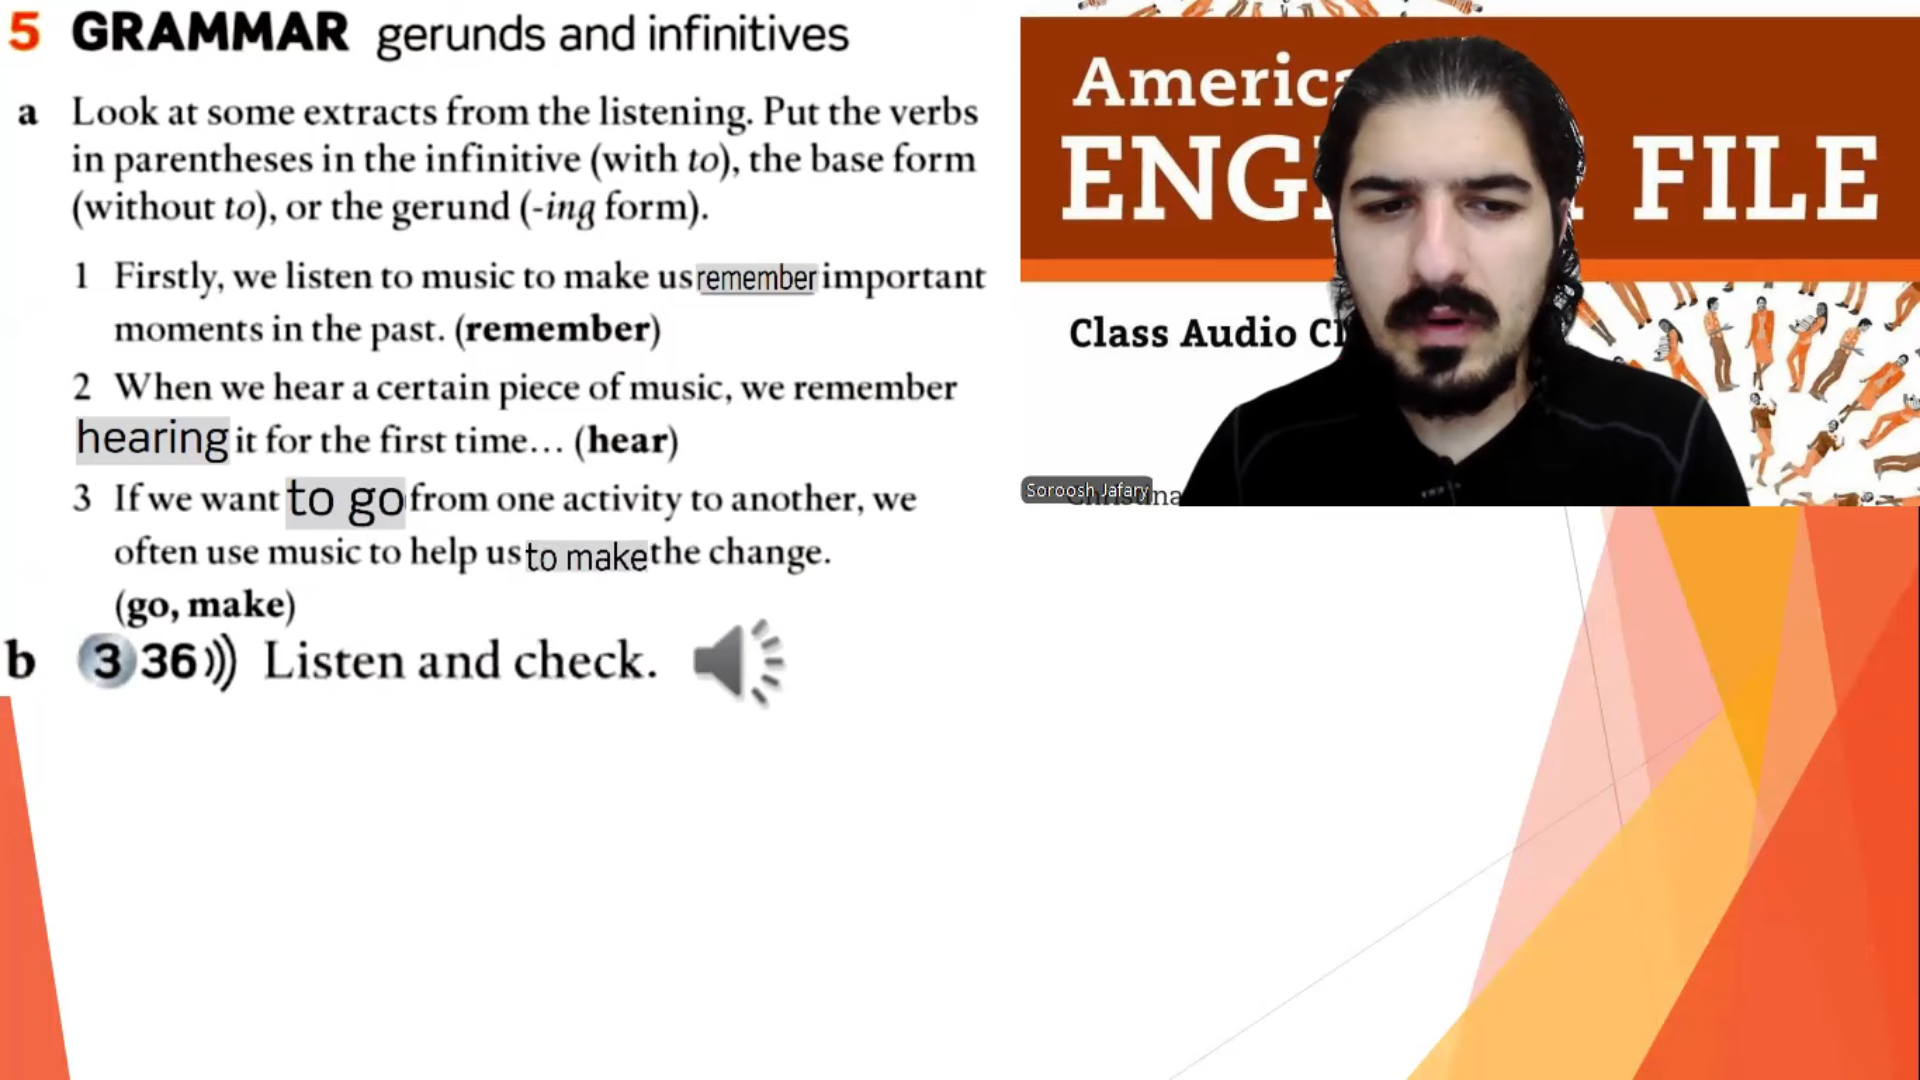 5 GRAMMAR gerunds and infinitives
a Look at some extracts from the listening. Put the verbs
in parentheses in the infinitive (with to), the base form
(without to), or the gerund (-ing form).
1 Firstly, we listen to music to make us remember important
moments in the past. (remember)
2 When we hear a certain piece of music, we remember
hearing it for the first time... (hear)
3 If we want to go from one activity to another, we
often use music to help us to make the change.
(go, make)
b 3 36))) Listen and check.
America
ENG FILE
Class Audio C
Soroosh Jafary